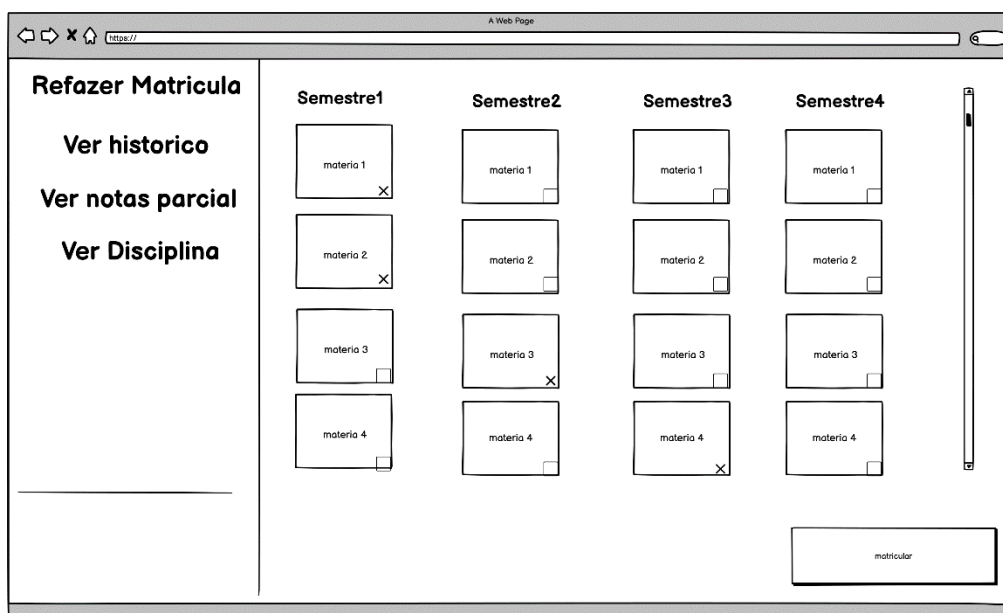 A Web Page
https://
Refazer Matricula
Ver historico
Ver notas parcial
Ver Disciplina
Semestre1
Semestre2
Semestre3
Semestre4
materia 1
materia 1
materia 1
materia 1
materia 2
materia 2
materia 2
materia 2
materia 3
materia 3
materia 3
materia 3
materia 4
materia 4
materia 4
materia 4
matricular